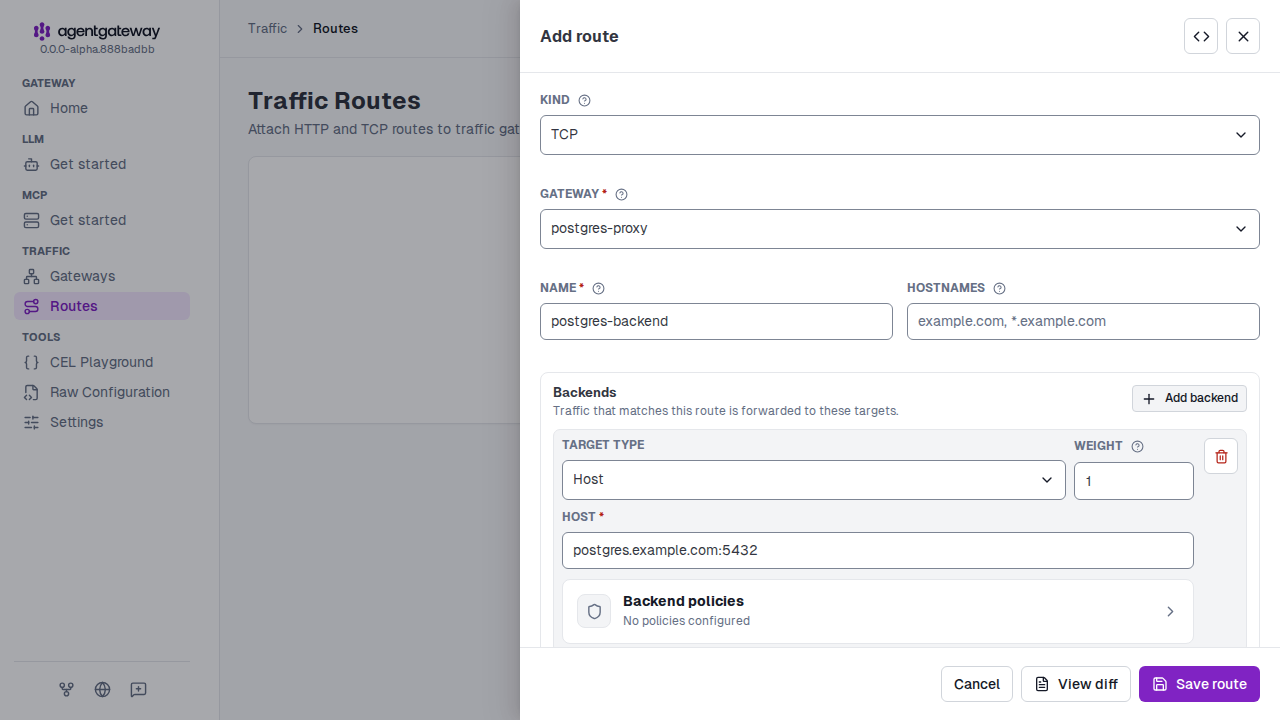 agentgateway
0.0.0-alpha.888badbb
GATEWAY
Home
LLM
Get started
MCP
Get started
TRAFFIC
Gateways
Routes
TOOLS
CEL Playground
Raw Configuration
Settings
Traffic > Routes
Traffic Routes
Attach HTTP and TCP routes to traffic gat
Add route
KIND
TCP
GATEWAY *
postgres-proxy
NAME * HOSTNAMES
postgres-backend example.com, *.example.com
Backends
Add backend
Traffic that matches this route is forwarded to these targets.
TARGET TYPE WEIGHT
Host 1
HOST *
postgres.example.com:5432
Backend policies
No policies configured
Cancel View diff Save route